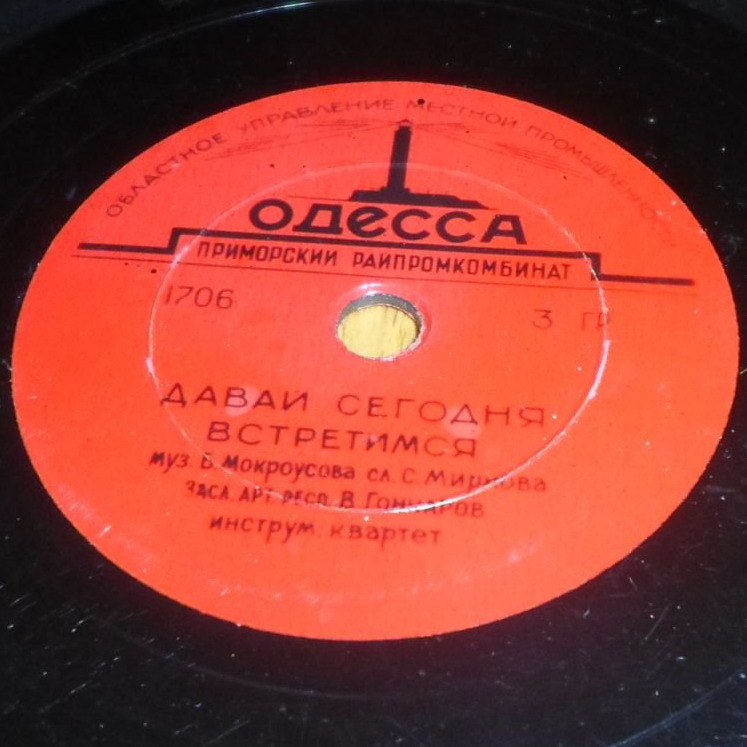 ОБЛАСТНОЕ УПРАВЛЕНИЕ МЕСТНОЙ ПРОМЫШЛЕННОСТИ
ОДЕССА
ПРИМОРСКИЙ РАЙПРОМКОМБИНАТ
1706 3 ГР
ДАВАЙ СЕГОДНЯ
ВСТРЕТИМСЯ
муз Б. Мокроусова сл. С. Миркова
засл. арт. респ. В. Гончаров
инструм. квартет